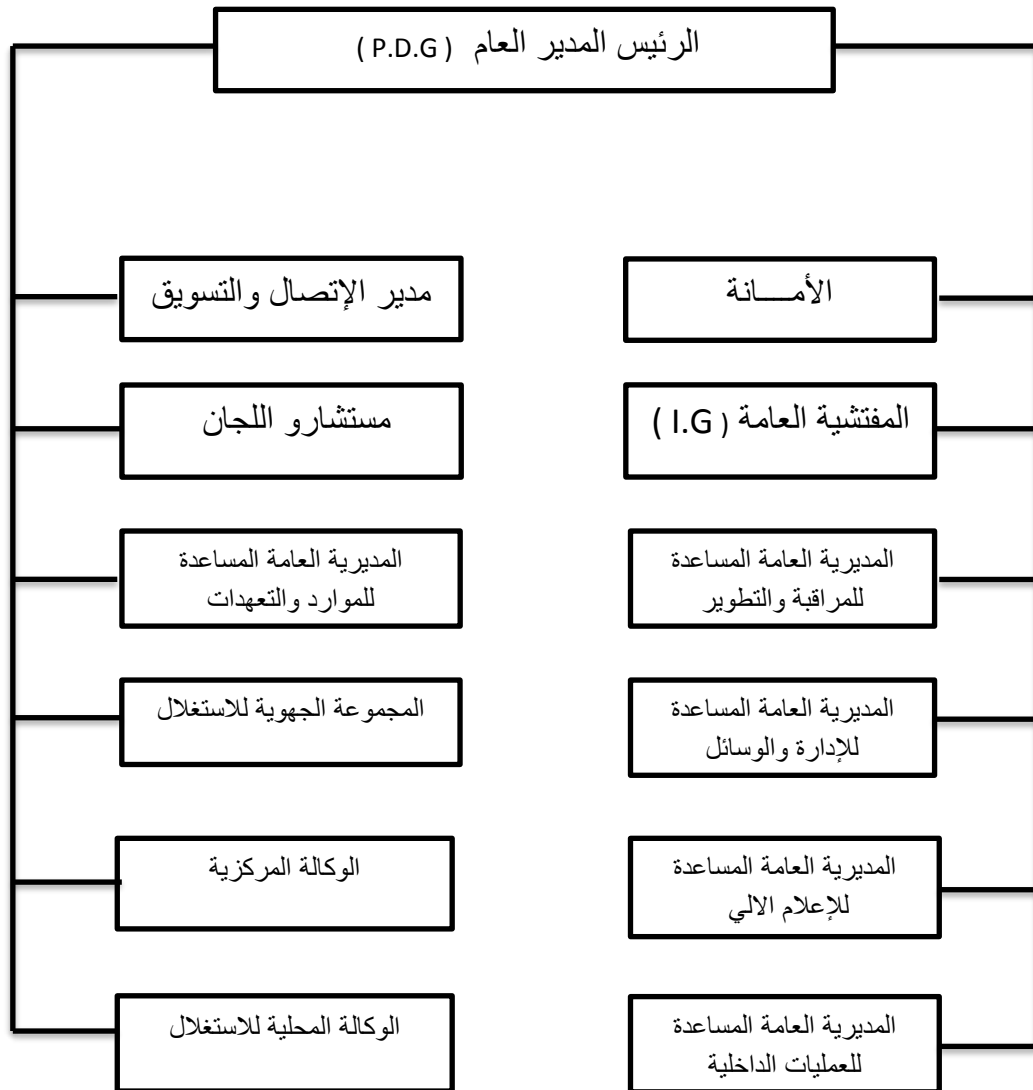 الرئيس المدير العام ( P.D.G )
الأمــــانة
مدير الإتصال والتسويق
المفتشية العامة ( I.G )
مستشارو اللجان
المديرية العامة المساعدة
للمراقبة والتطوير
المديرية العامة المساعدة
للموارد والتعهدات
المديرية العامة المساعدة
للإدارة والوسائل
المجموعة الجهوية للاستغلال
المديرية العامة المساعدة
للإعلام الالي
الوكالة المركزية
المديرية العامة المساعدة
للعمليات الداخلية
الوكالة المحلية للاستغلال